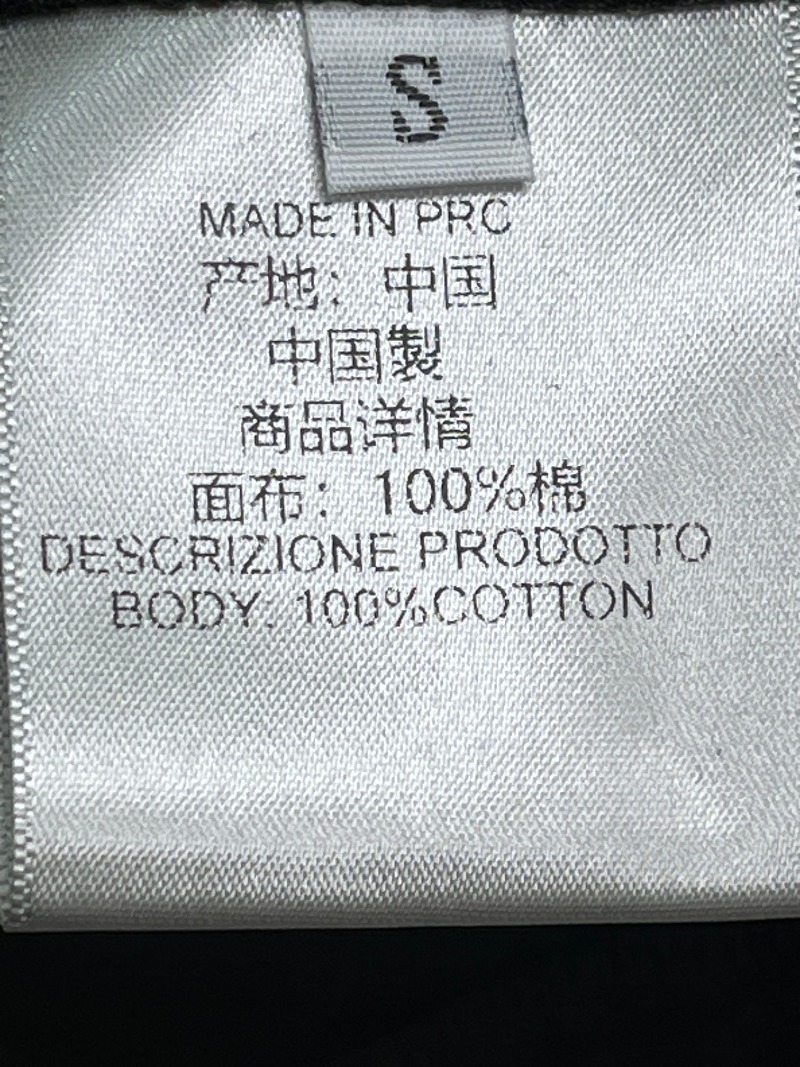 S
MADE IN PRC
产地：中国
中国製
商品详情
面布：100%棉
DESCRIZIONE PRODOTTO
BODY: 100%COTTON